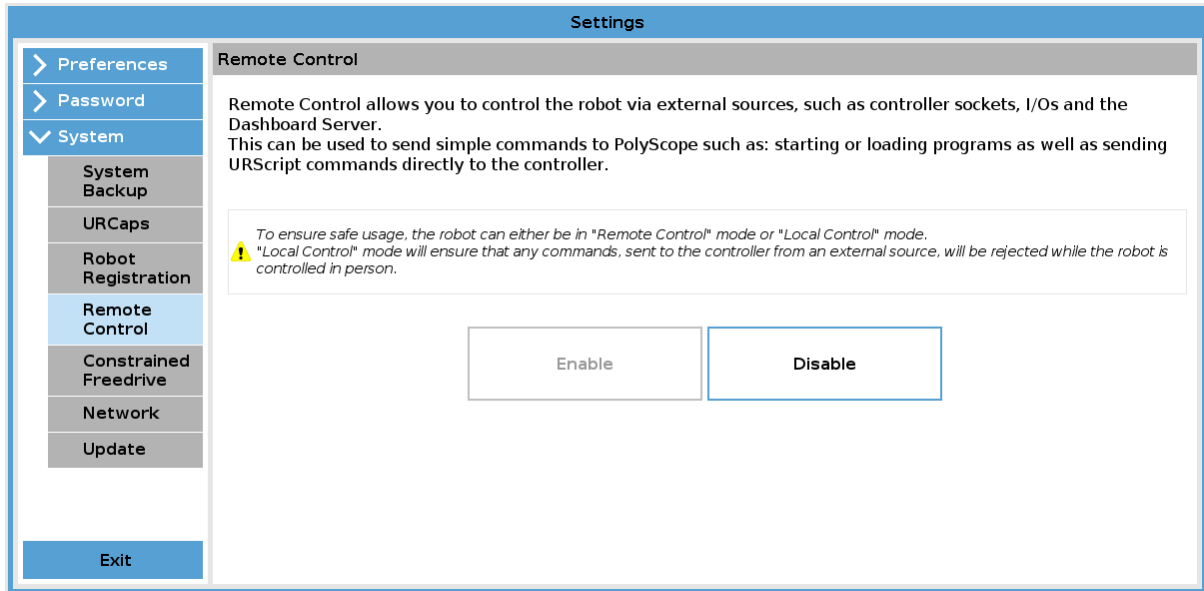 Settings
Preferences
Password
System
System
Backup
URCaps
Robot
Registration
Remote
Control
Constrained
Freedrive
Network
Update
Exit
Remote Control
Remote Control allows you to control the robot via external sources, such as controller sockets, I/Os and the
Dashboard Server.
This can be used to send simple commands to PolyScope such as: starting or loading programs as well as sending
URScript commands directly to the controller.
To ensure safe usage, the robot can either be in "Remote Control" mode or "Local Control" mode.
"Local Control" mode will ensure that any commands, sent to the controller from an external source, will be rejected while the robot is
controlled in person.
Enable
Disable